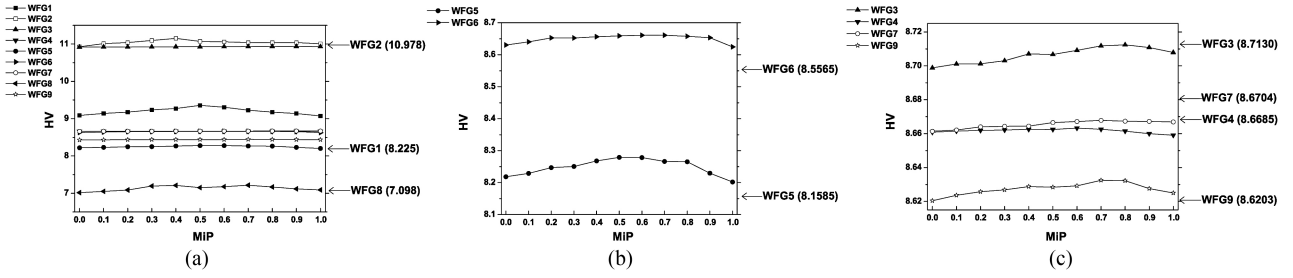 WFG1
WFG2
WFG3
WFG4
WFG5
WFG6
WFG7
WFG8
WFG9
HV
11
10
9
8
7
0.0 0.1 0.2 0.3 0.4 0.5 0.6 0.7 0.8 0.9 1.0
MiP
WFG2 (10.978)
WFG1 (8.225)
WFG8 (7.098)
(a)
WFG5
WFG6
HV
8.7
8.6
8.5
8.4
8.3
8.2
8.1
0.0 0.1 0.2 0.3 0.4 0.5 0.6 0.7 0.8 0.9 1.0
MiP
WFG6 (8.5565)
WFG5 (8.1585)
(b)
WFG3
WFG4
WFG7
WFG9
HV
8.72
8.70
8.68
8.66
8.64
8.62
0.0 0.1 0.2 0.3 0.4 0.5 0.6 0.7 0.8 0.9 1.0
MiP
WFG3 (8.7130)
WFG7 (8.6704)
WFG4 (8.6685)
WFG9 (8.6203)
(c)